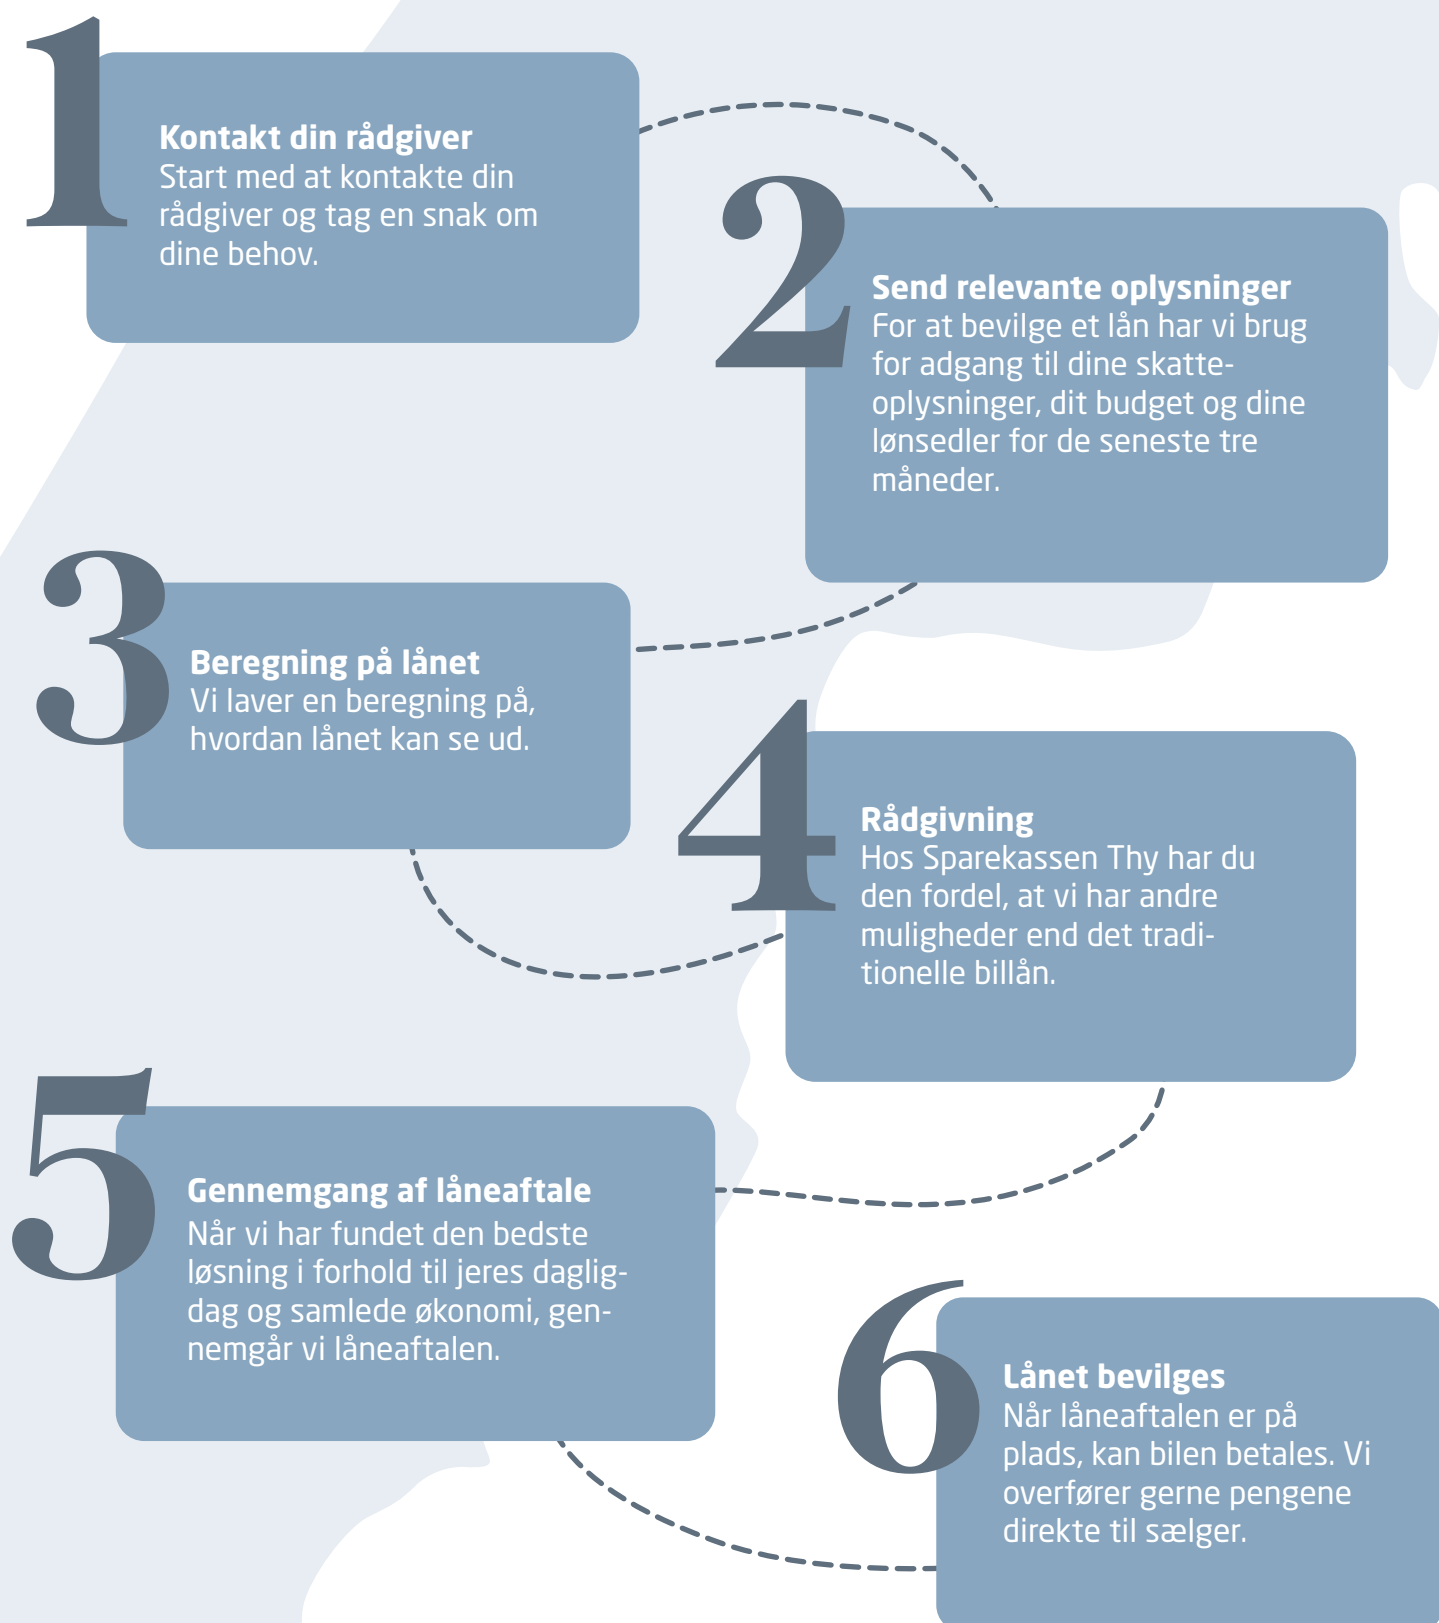 1
Kontakt din rådgiver
Start med at kontakte din
rådgiver og tag en snak om
dine behov.
2
Send relevante oplysninger
For at bevilge et lån har vi brug
for adgang til dine skatte-
oplysninger, dit budget og dine
lønsedler for de seneste tre
måneder.
3
Beregning på lånet
Vi laver en beregning på,
hvordan lånet kan se ud.
4
Rådgivning
Hos Sparekassen Thy har du
den fordel, at vi har andre
muligheder end det tradi-
tionelle billån.
5
Gennemgang af låneaftale
Når vi har fundet den bedste
løsning i forhold til jeres daglig-
dag og samlede økonomi, gen-
nemgår vi låneaftalen.
6
Lånet bevilges
Når låneaftalen er på
plads, kan bilen betales. Vi
overfører gerne pengene
direkte til sælger.